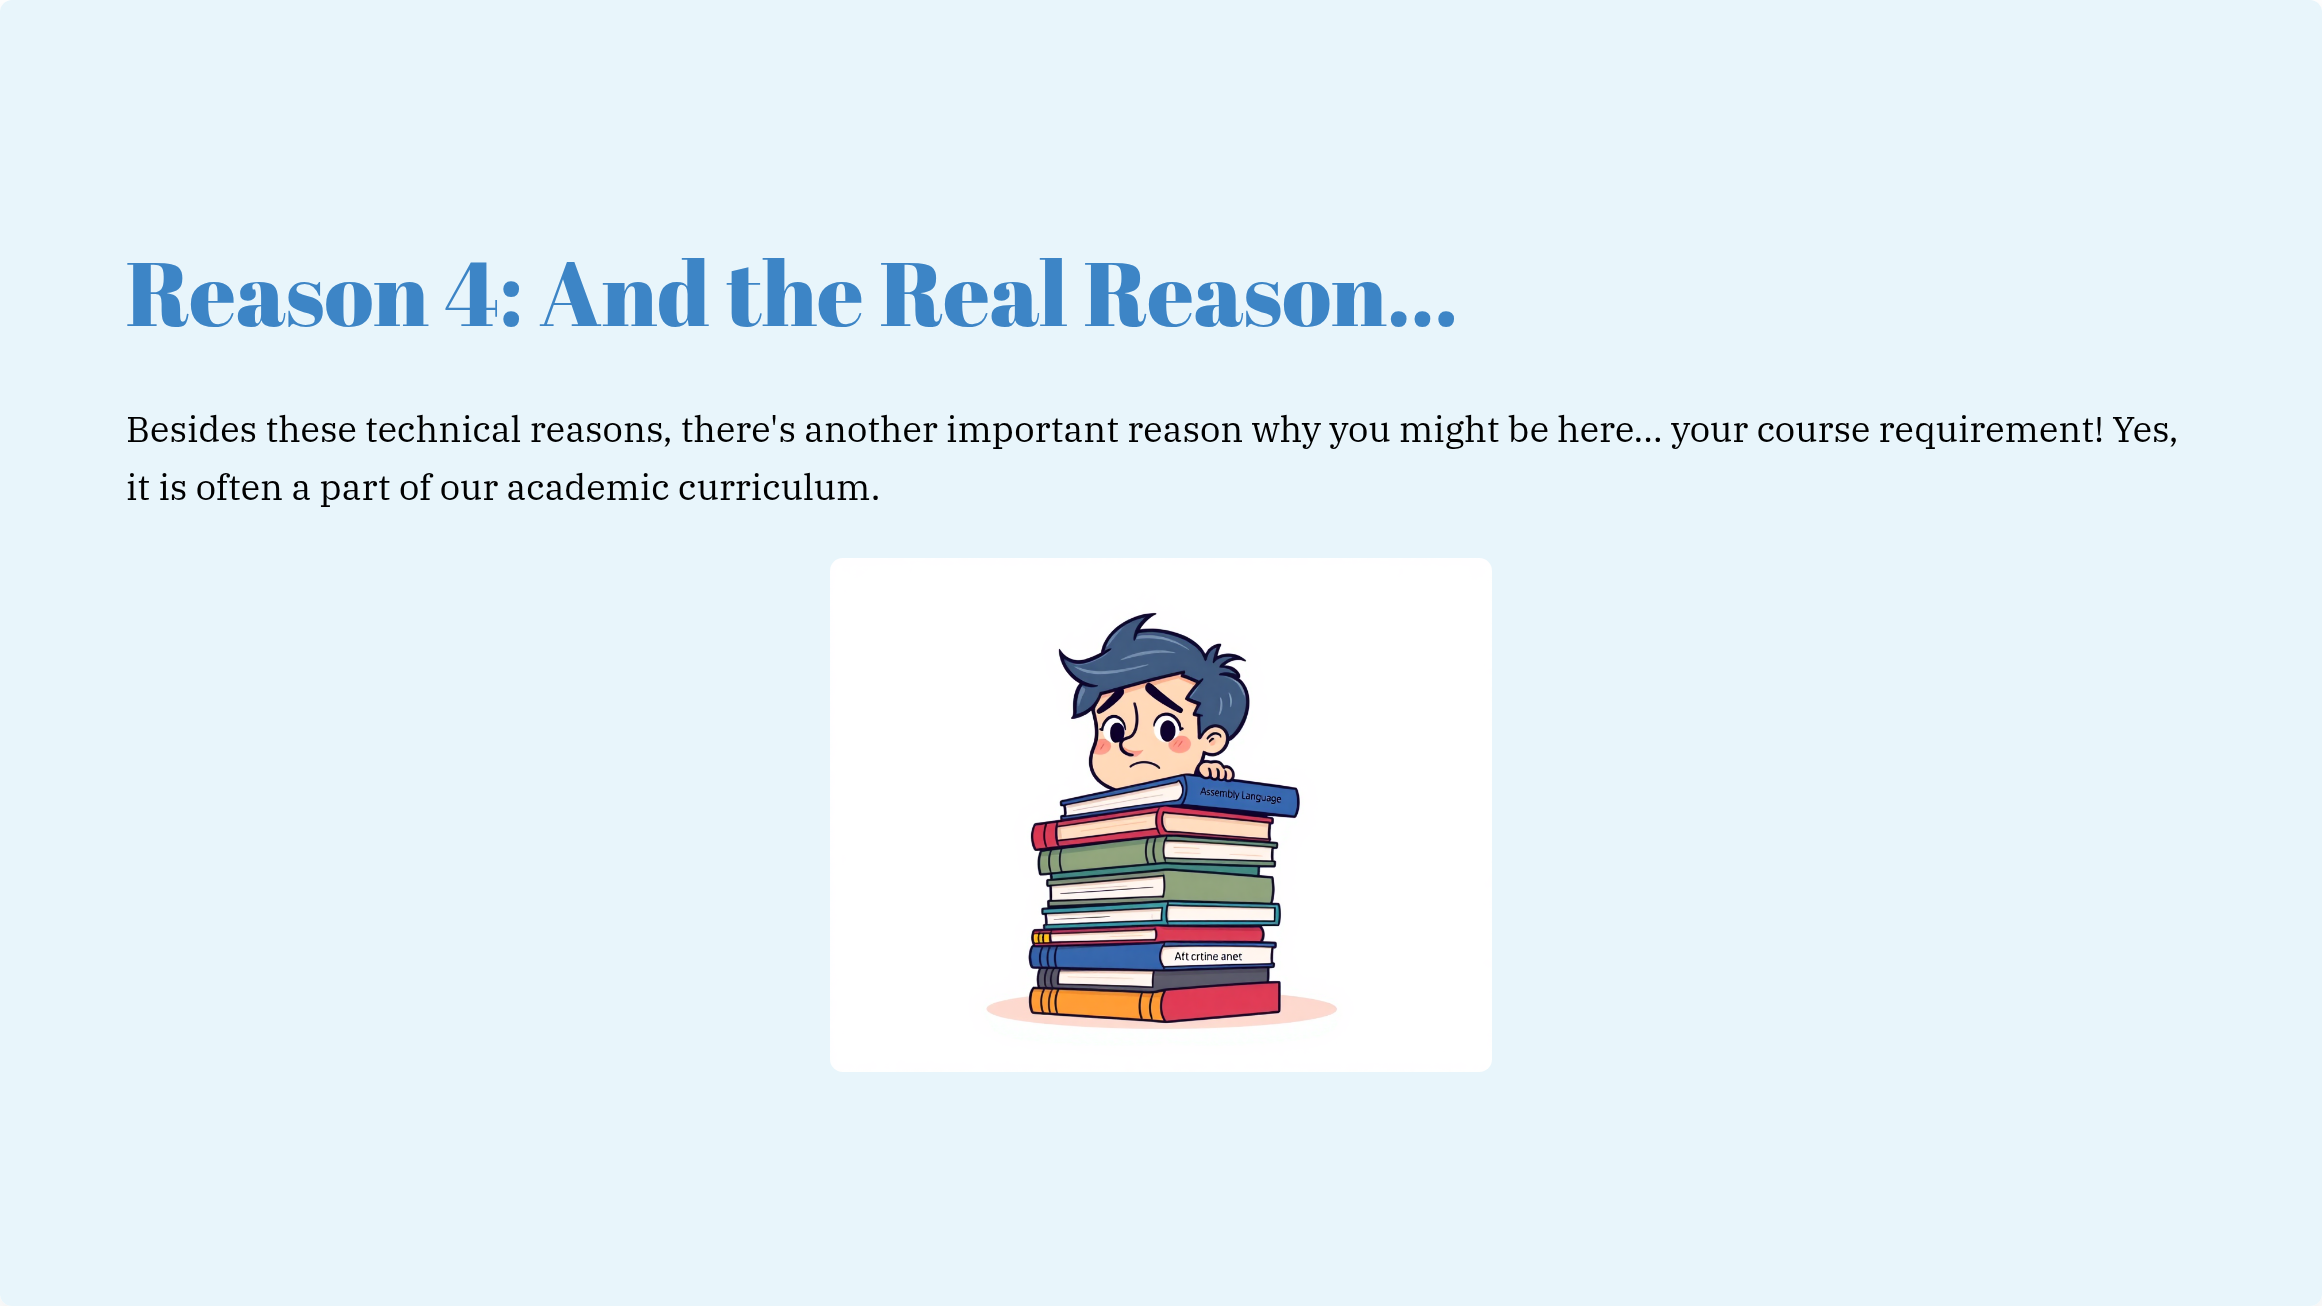 Reason 4: And the Real Reason...
Besides these technical reasons, there's another important reason why you might be here... your course requirement! Yes,
it is often a part of our academic curriculum.
Assembly Language
Aft crtine anet